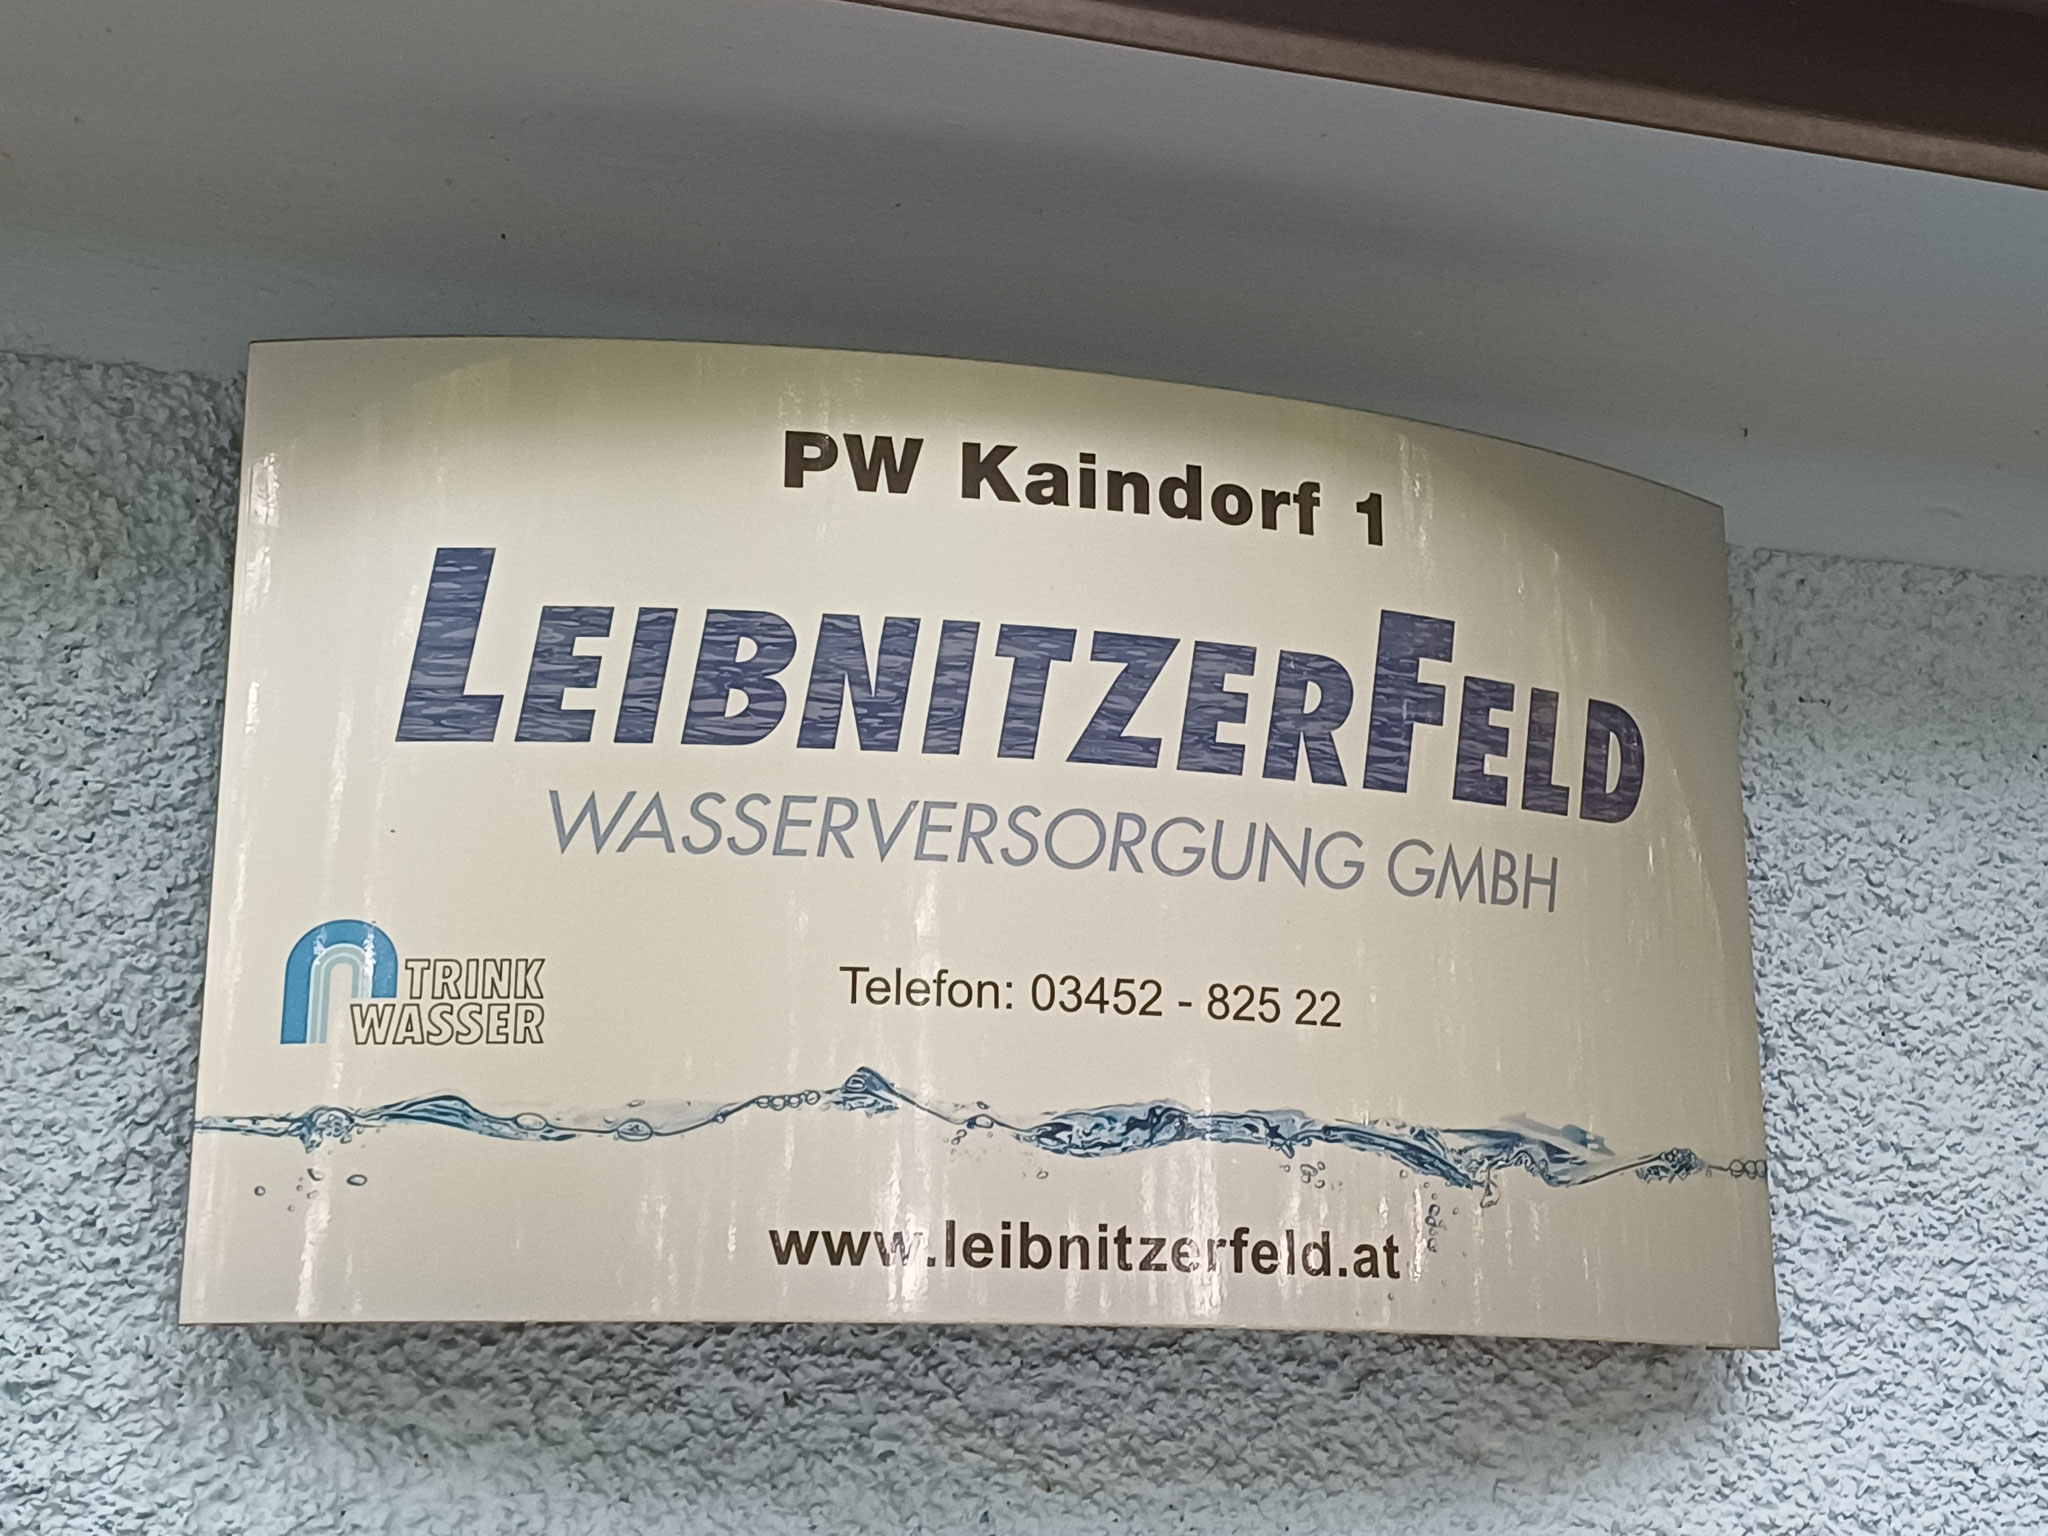 PW Kaindorf 1
LEIBNITZERFELD
WASSERVERSORGUNG GMBH
TRINK
WASSER
Telefon: 03452 - 825 22
www.leibnitzerfeld.at